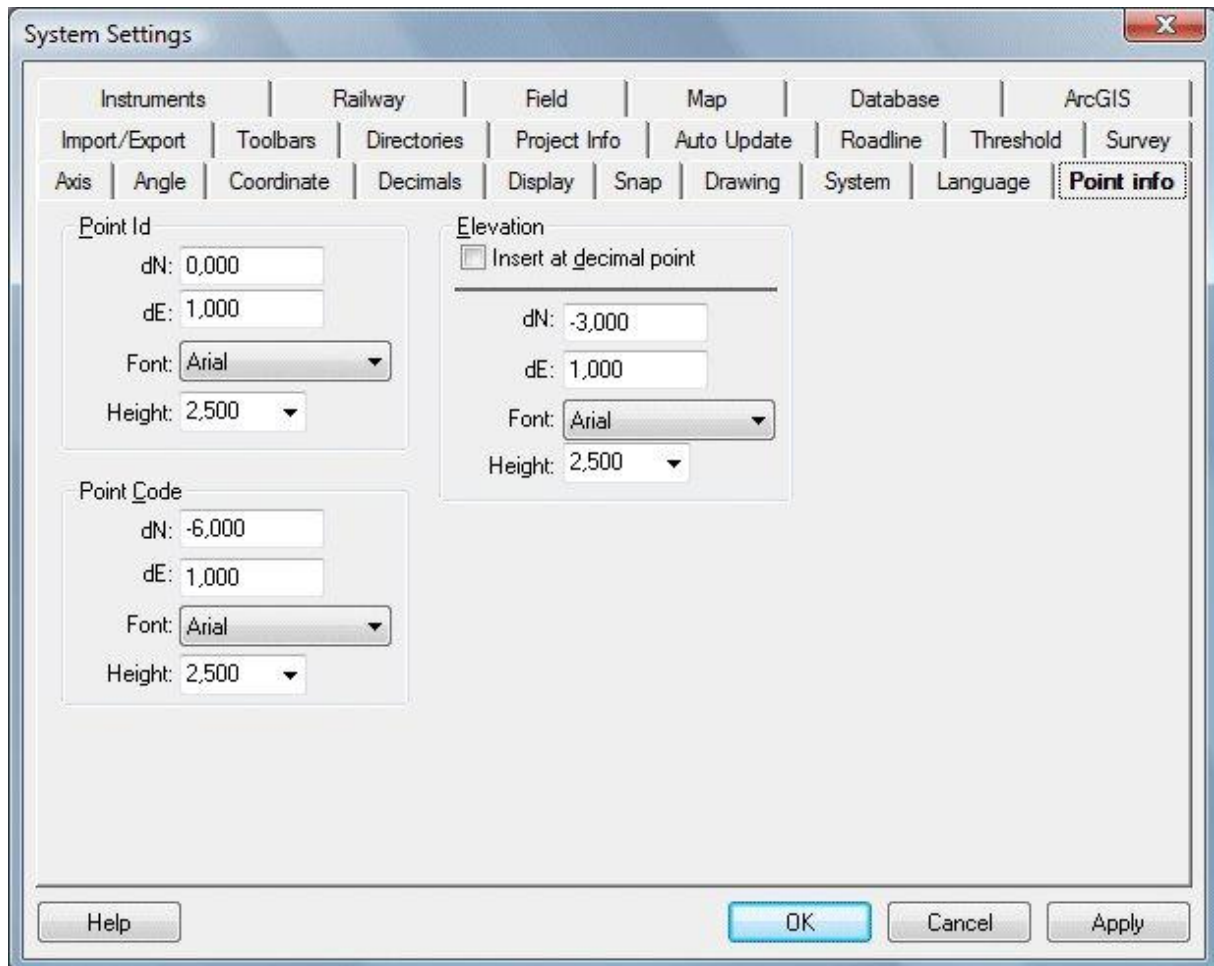 System Settings
Instruments Railway Field Map Database ArcGIS
Import/Export Toolbars Directories Project Info Auto Update Roadline Threshold Survey
Axis Angle Coordinate Decimals Display Snap Drawing System Language Point info
Point Id
dN: 0,000
dE: 1,000
Font: Arial
Height: 2,500
Point Code
dN: -6,000
dE: 1,000
Font: Arial
Height: 2,500
Elevation
Insert at decimal point
dN: -3,000
dE: 1,000
Font: Arial
Height: 2,500
Help OK Cancel Apply